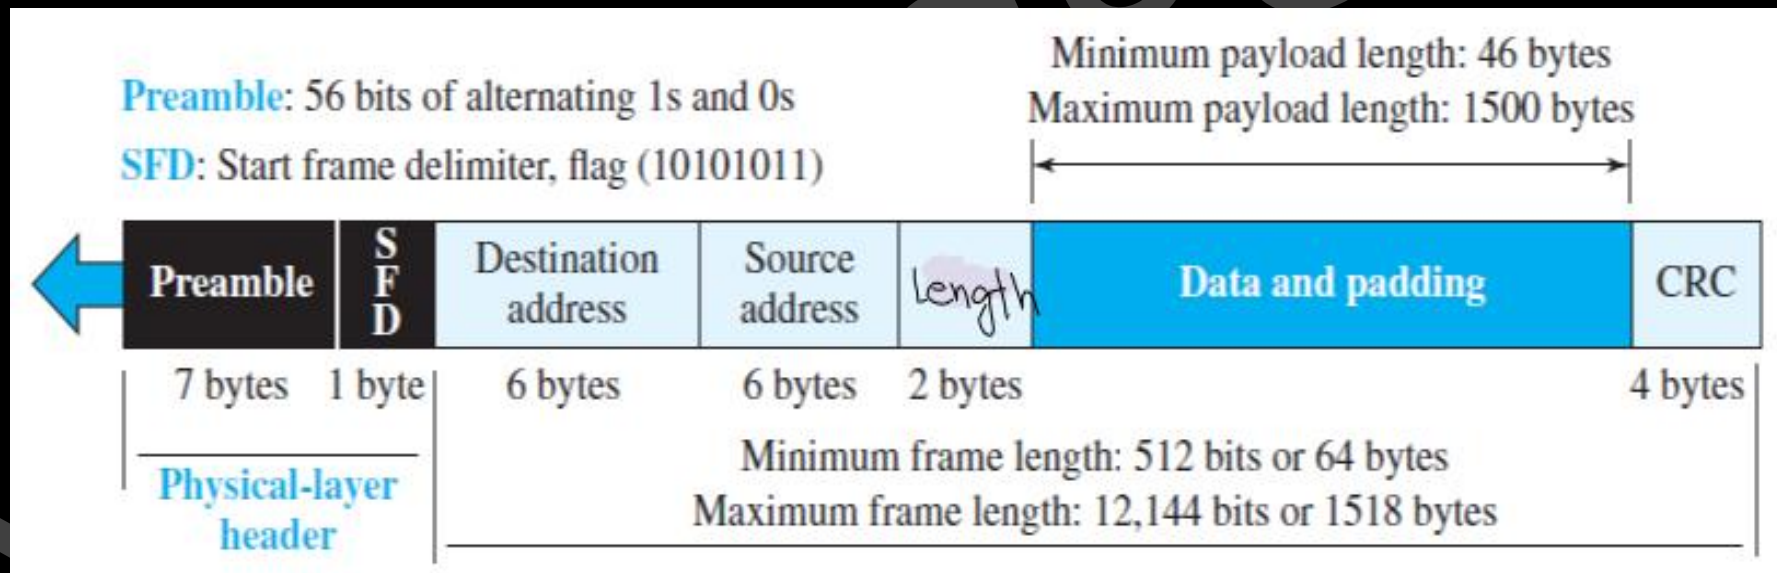 Minimum payload length: 46 bytes
Preamble: 56 bits of alternating 1s and 0s
Maximum payload length: 1500 bytes
SFD: Start frame delimiter, flag (10101011)
Preamble
S
F
D
Destination
address
Source
address
length
Data and padding
CRC
7 bytes 1 byte 6 bytes 6 bytes 2 bytes 4 bytes
Physical-layer
header
Minimum frame length: 512 bits or 64 bytes
Maximum frame length: 12,144 bits or 1518 bytes